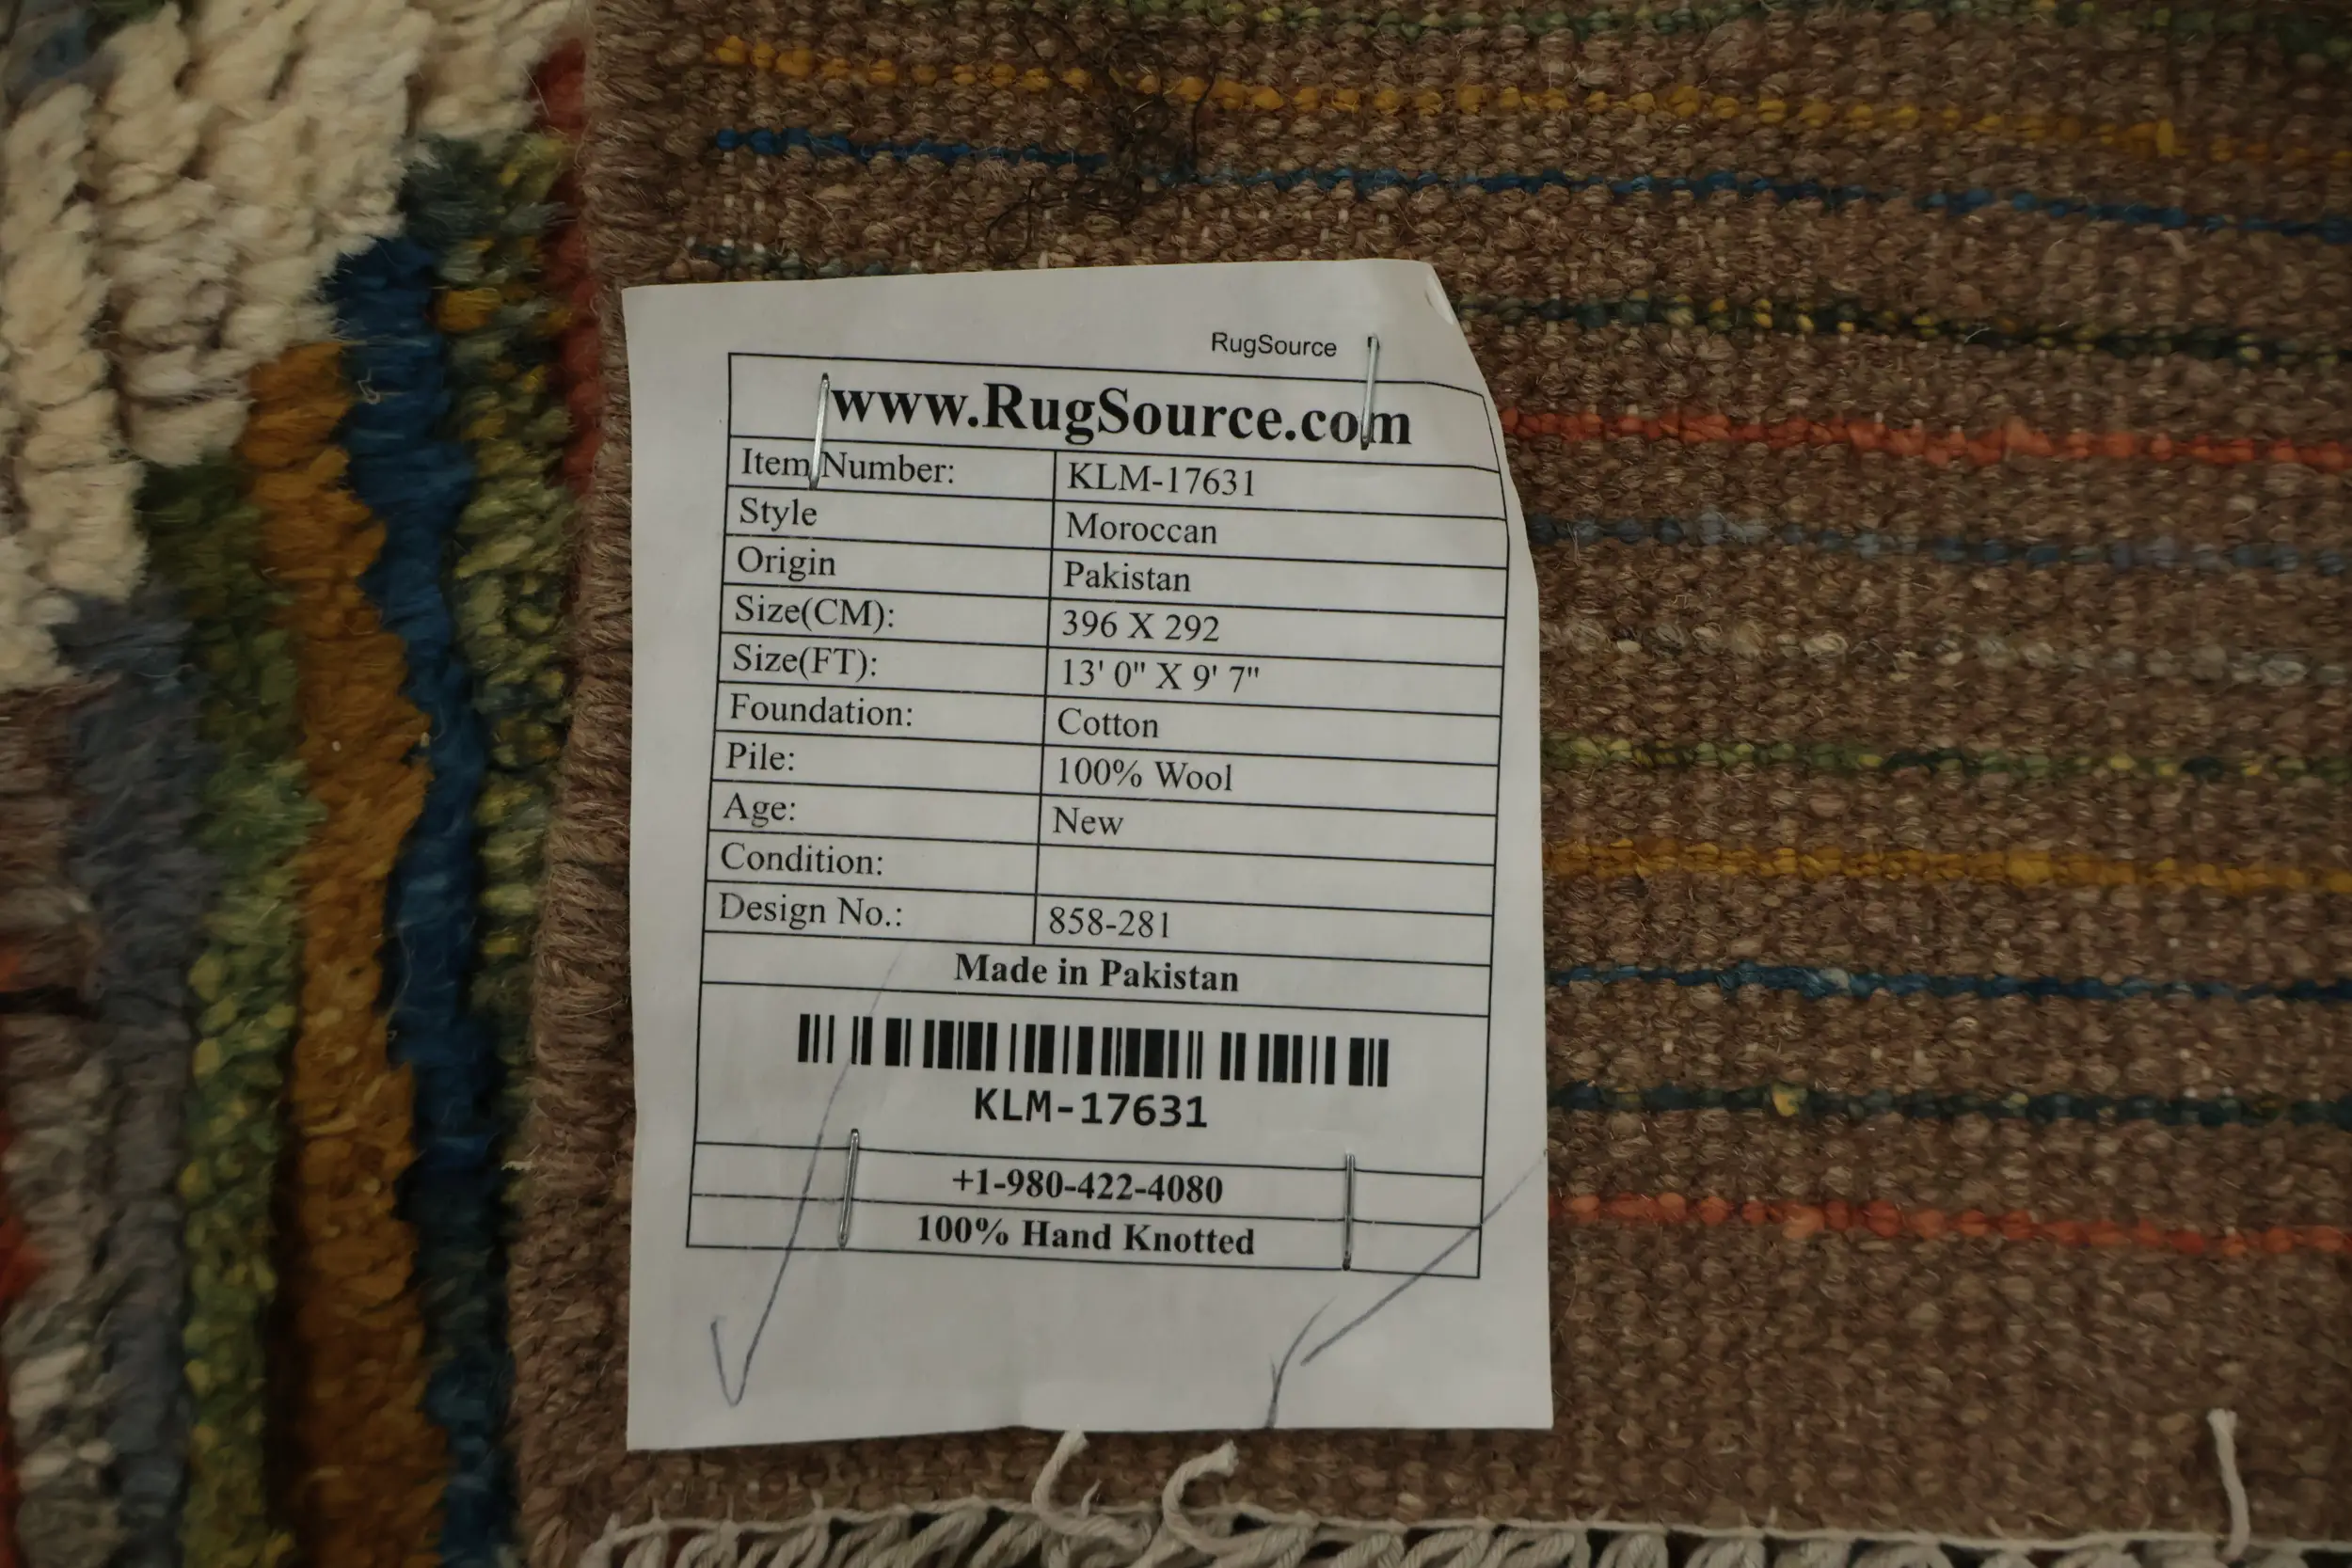 RugSource
www.RugSource.com
Item Number: KLM-17631
Style Moroccan
Origin Pakistan
Size(CM): 396 X 292
Size(FT): 13' 0" X 9' 7"
Foundation: Cotton
Pile: 100% Wool
Age: New
Condition:
Design No.: 858-281
Made in Pakistan
KLM-17631
+1-980-422-4080
100% Hand Knotted